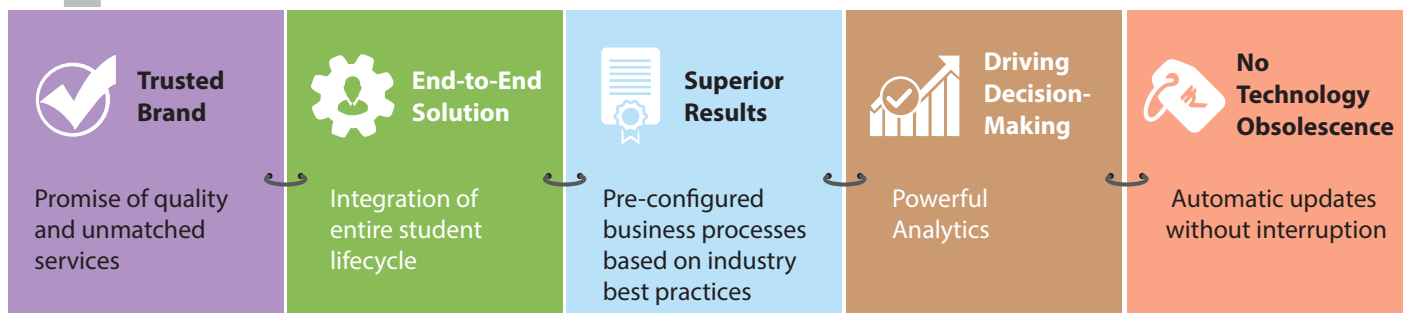 Trusted
Brand
Promise of quality
and unmatched
services
End-to-End
Solution
Integration of
entire student
lifecycle
Superior
Results
Pre-configured
business processes
based on industry
best practices
Driving
Decision-
Making
Powerful
Analytics
No
Technology
Obsolescence
Automatic updates
without interruption